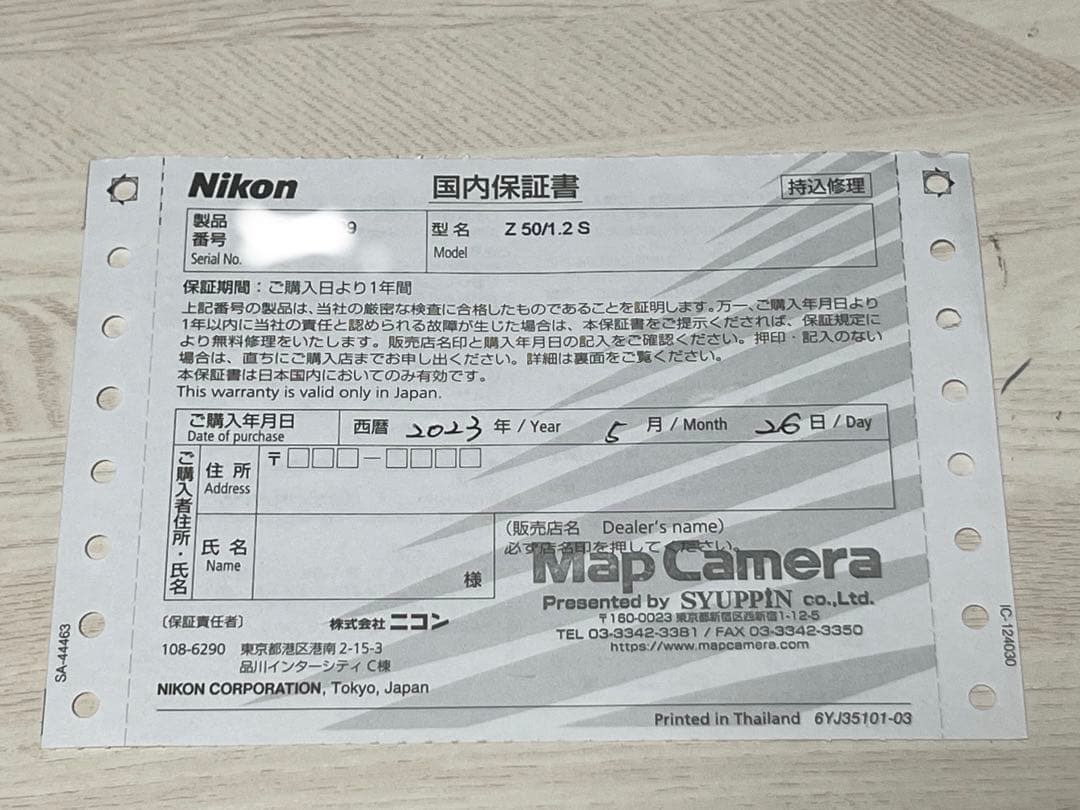 Nikon 国内保証書 持込修理
製品番号 9 型名 Z 50/1.2 S
Serial No. Model
保証期間：ご購入日より1年間
上記番号の製品は、当社の厳密な検査に合格したものであることを証明します。万一、ご購入年月日より
1年以内に当社の責任と認められる故障が生じた場合は、本保証書をご提示くだされば、保証規定に
より無料修理をいたします。販売店名印と購入年月日の記入をご確認ください。押印・記入のない
場合は、直ちにご購入店までお申し出ください。詳細は裏面をご覧ください。
本保証書は日本国内においてのみ有効です。
This warranty is valid only in Japan.
ご購入年月日 西暦 2023 年 / Year 5 月 / Month 26 日 / Day
Date of purchase
ご購入者住所・氏名
住所 〒□□□－□□□□
Address
氏名
Name
様
（販売店名 Dealer's name）
必ず店名印を押してください。
Map Camera
Presented by SYUPPIN co.,Ltd.
〒160-0023 東京都新宿区西新宿1-12-5
TEL 03-3342-3381 / FAX 03-3342-3350
https://www.mapcamera.com
〔保証責任者〕 株式会社 ニコン
108-6290 東京都港区港南 2-15-3
品川インターシティ C棟
NIKON CORPORATION, Tokyo, Japan
Printed in Thailand 6YJ35101-03
SA-44463
IC-124030